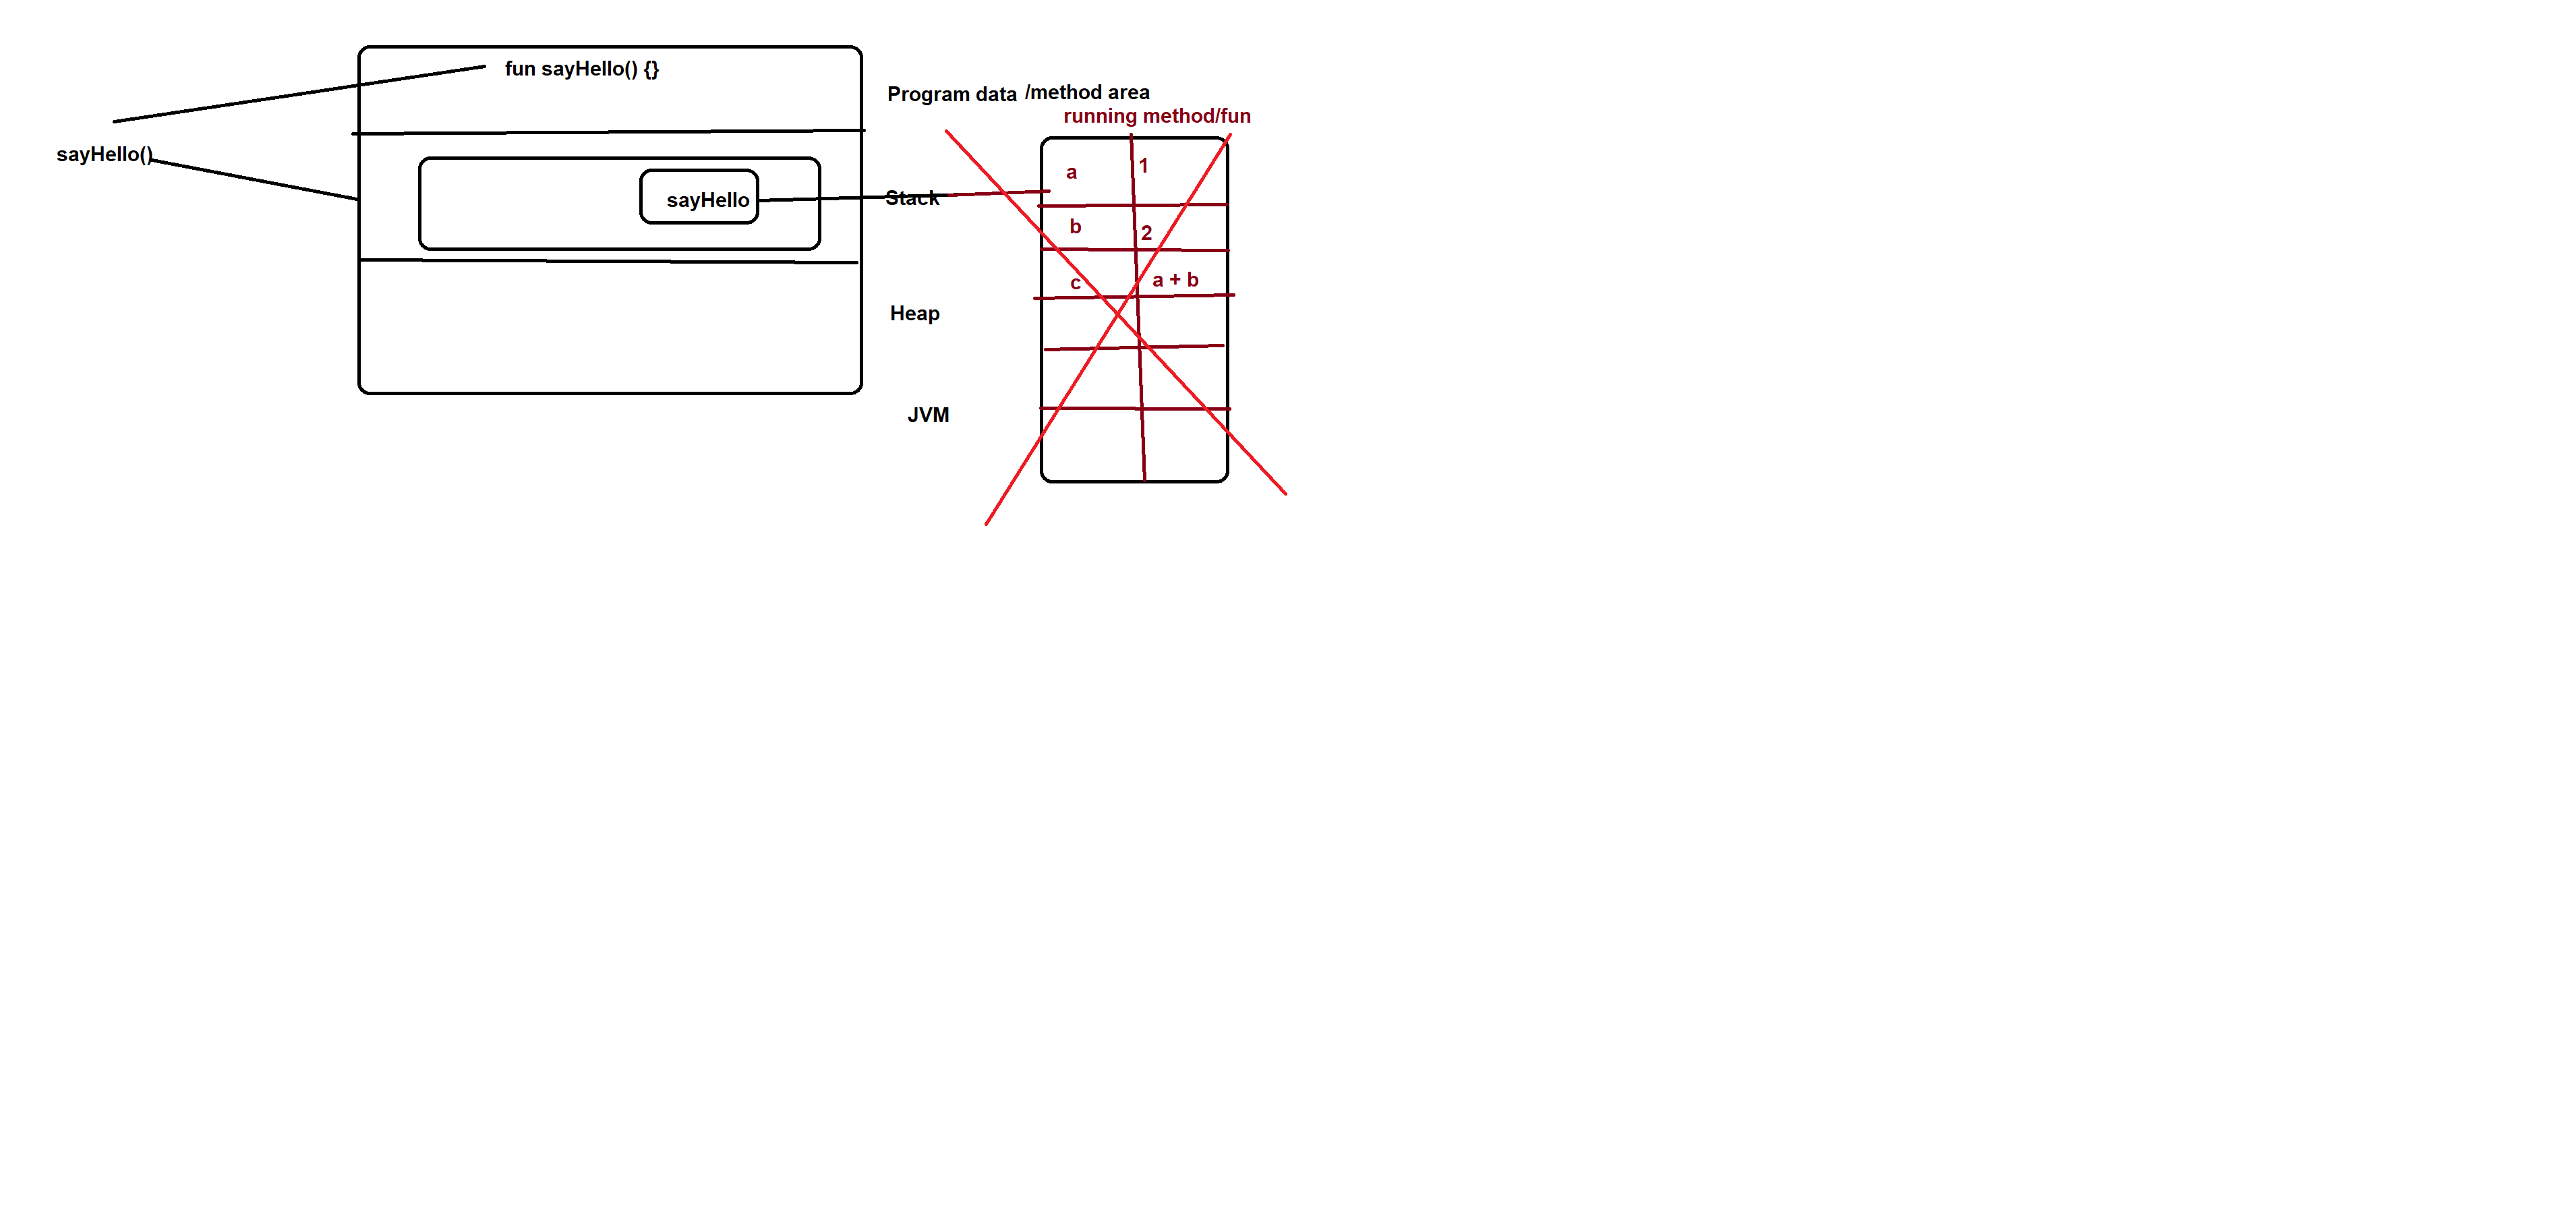 fun sayHello() {}
Program data /method area
running method/fun
sayHello()
a 1
sayHello
Stack
b 2
c a + b
Heap
JVM